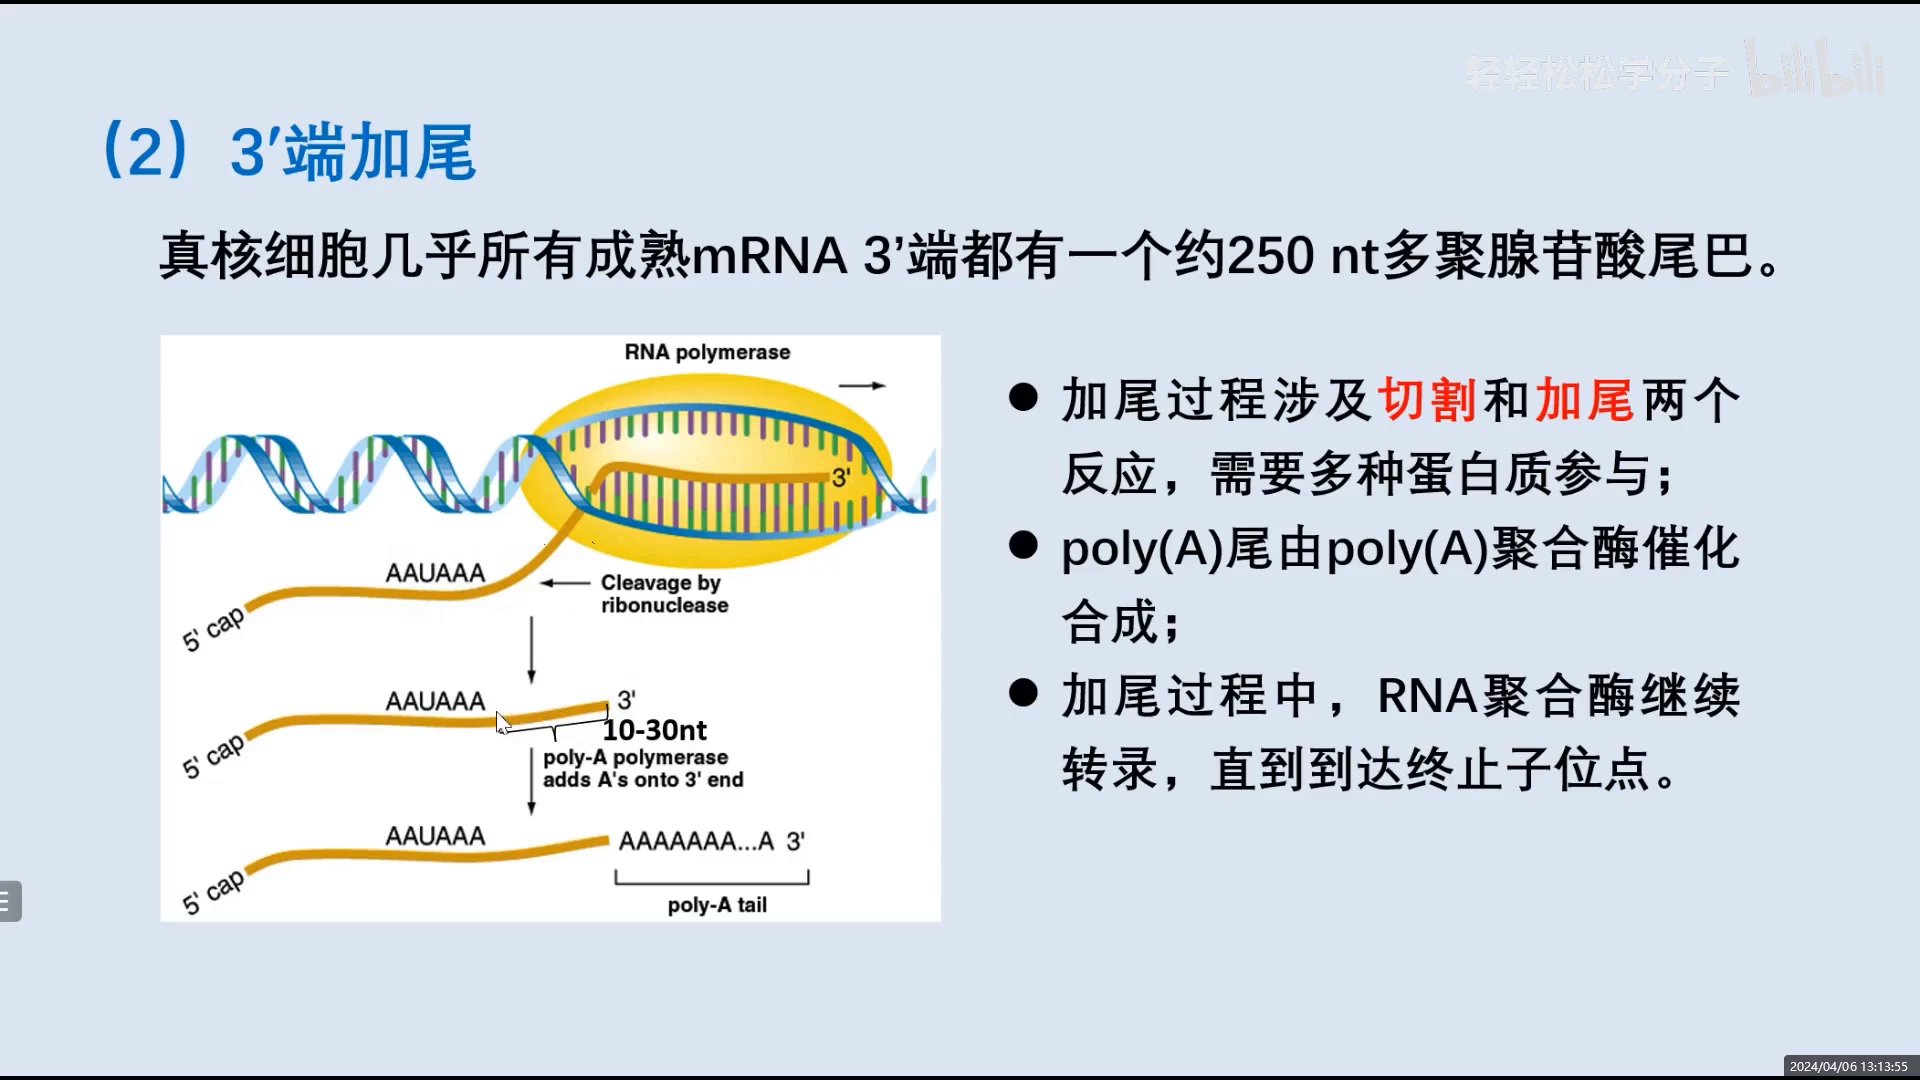 轻轻松松学分子 bilibili
（2）3′端加尾
真核细胞几乎所有成熟mRNA 3’端都有一个约250 nt多聚腺苷酸尾巴。
RNA polymerase
3'
AAUAAA
Cleavage by
ribonuclease
5' cap
AAUAAA
3'
10-30nt
5' cap
poly-A polymerase
adds A's onto 3' end
AAUAAA
AAAAAAA...A 3'
5' cap
poly-A tail
● 加尾过程涉及切割和加尾两个
反应，需要多种蛋白质参与；
● poly(A)尾由poly(A)聚合酶催化
合成；
● 加尾过程中，RNA聚合酶继续
转录，直到到达终止子位点。
2024/04/06 13:13:55